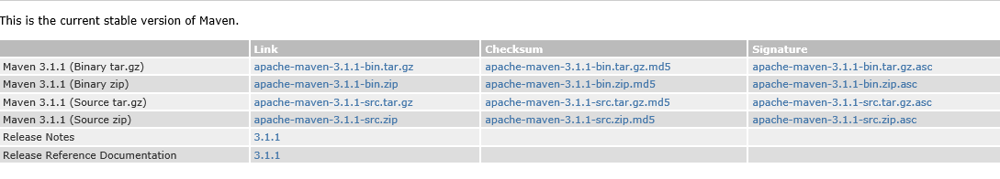 This is the current stable version of Maven.
Link Checksum Signature
Maven 3.1.1 (Binary tar.gz) apache-maven-3.1.1-bin.tar.gz apache-maven-3.1.1-bin.tar.gz.md5 apache-maven-3.1.1-bin.tar.gz.asc
Maven 3.1.1 (Binary zip) apache-maven-3.1.1-bin.zip apache-maven-3.1.1-bin.zip.md5 apache-maven-3.1.1-bin.zip.asc
Maven 3.1.1 (Source tar.gz) apache-maven-3.1.1-src.tar.gz apache-maven-3.1.1-src.tar.gz.md5 apache-maven-3.1.1-src.tar.gz.asc
Maven 3.1.1 (Source zip) apache-maven-3.1.1-src.zip apache-maven-3.1.1-src.zip.md5 apache-maven-3.1.1-src.zip.asc
Release Notes 3.1.1
Release Reference Documentation 3.1.1